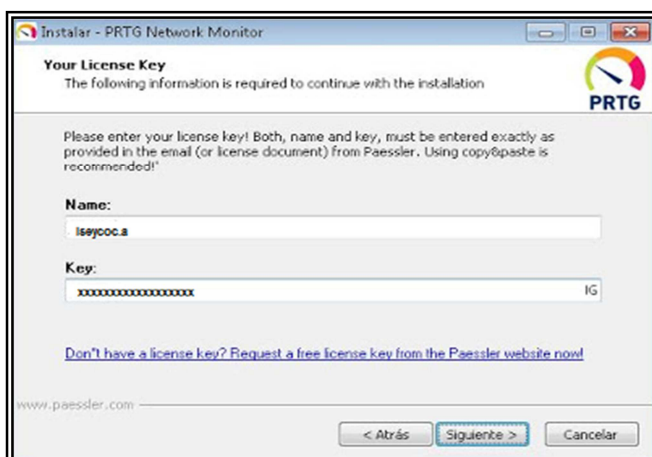 Instalar - PRTG Network Monitor
Your License Key
The following information is required to continue with the installation
PRTG
Please enter your license key! Both, name and key, must be entered exactly as
provided in the email (or license document) from Paessler. Using copy&paste is
recommended!'
Name:
Iseycoc.a
Key:
xxxxxxxxxxxxxxxxxx IG
Don't have a license key? Request a free license key from the Paessler website now!
www.paessler.com
< Atrás Siguiente > Cancelar